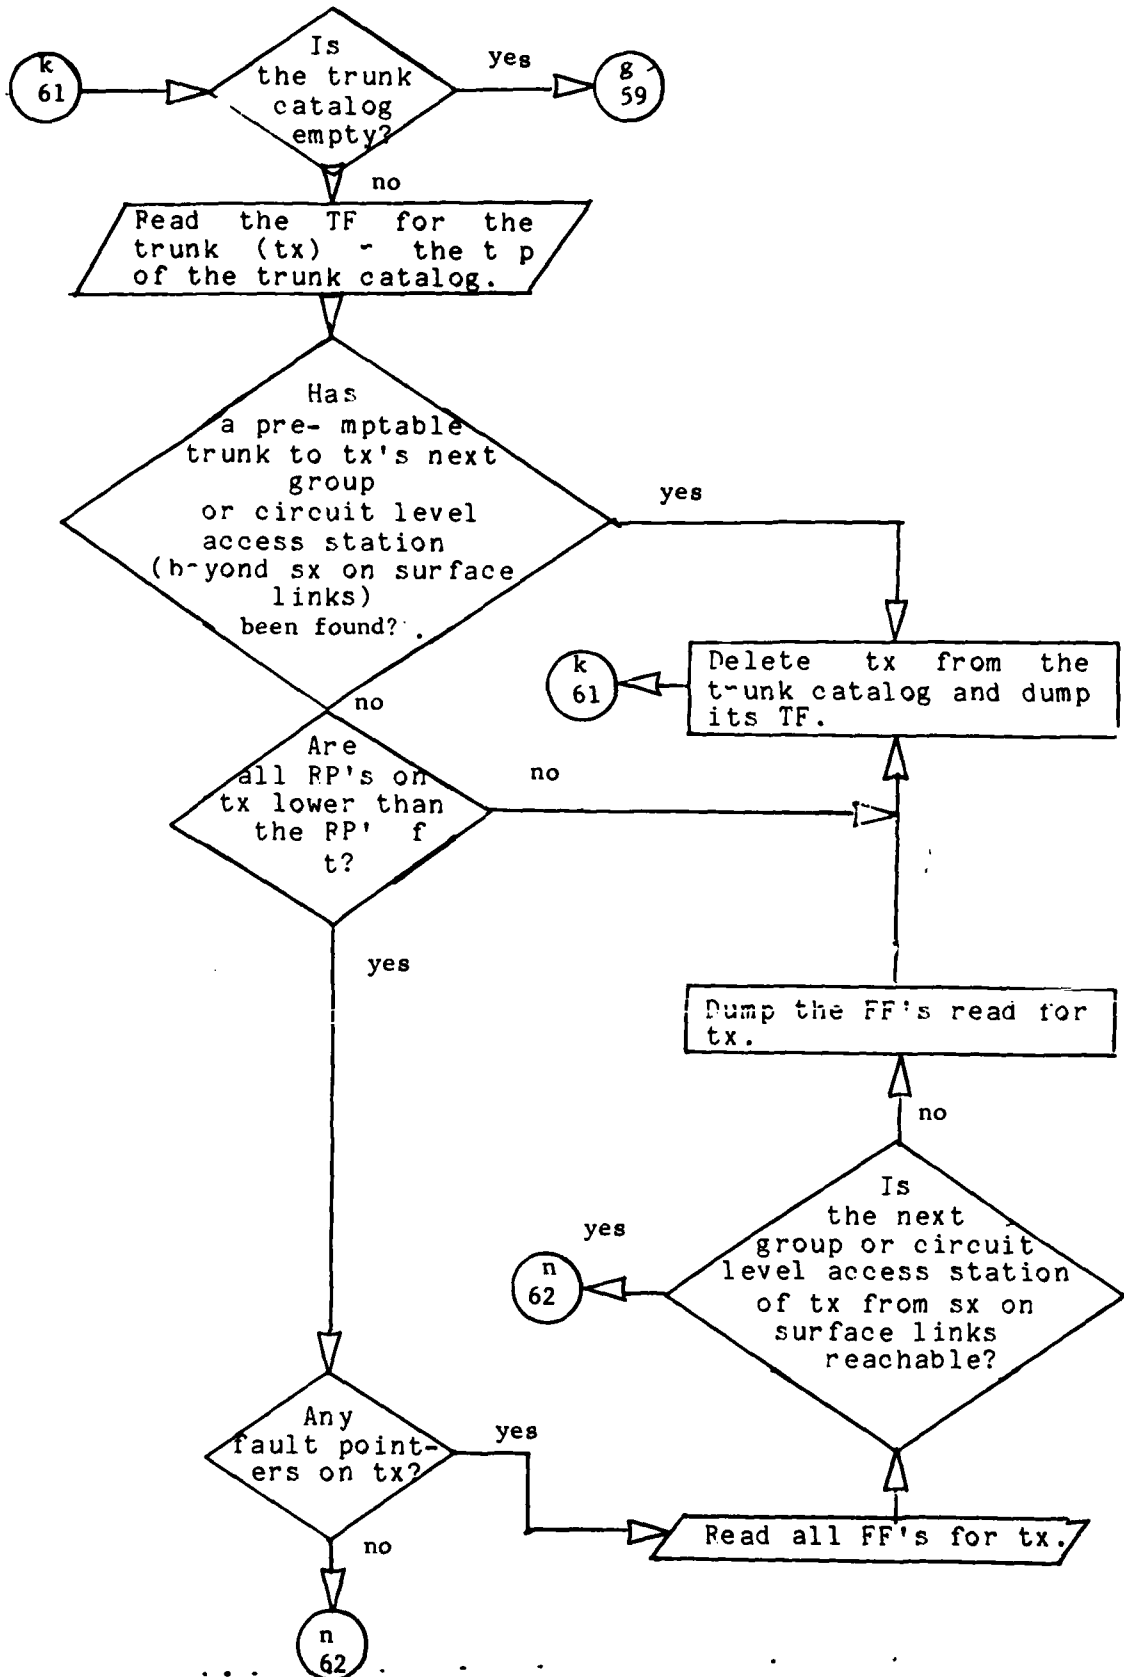 k
61
Is
the trunk
catalog
empty?
yes
g
59
no
Read the TF for the
trunk (tx) - the t p
of the trunk catalog.
Has
a pre- mptable
trunk to tx's next
group
or circuit level
access station
(b-yond sx on surface
links)
been found?
yes
no
Delete tx from the
t-unk catalog and dump
its TF.
k
61
Are
all RP's on
tx lower than
the RP' f
t?
no
yes
Dump the FF's read for
tx.
no
Is
the next
group or circuit
level access station
of tx from sx on
surface links
reachable?
yes
n
62
Any
fault point-
ers on tx?
yes
Read all FF's for tx.
no
n
62